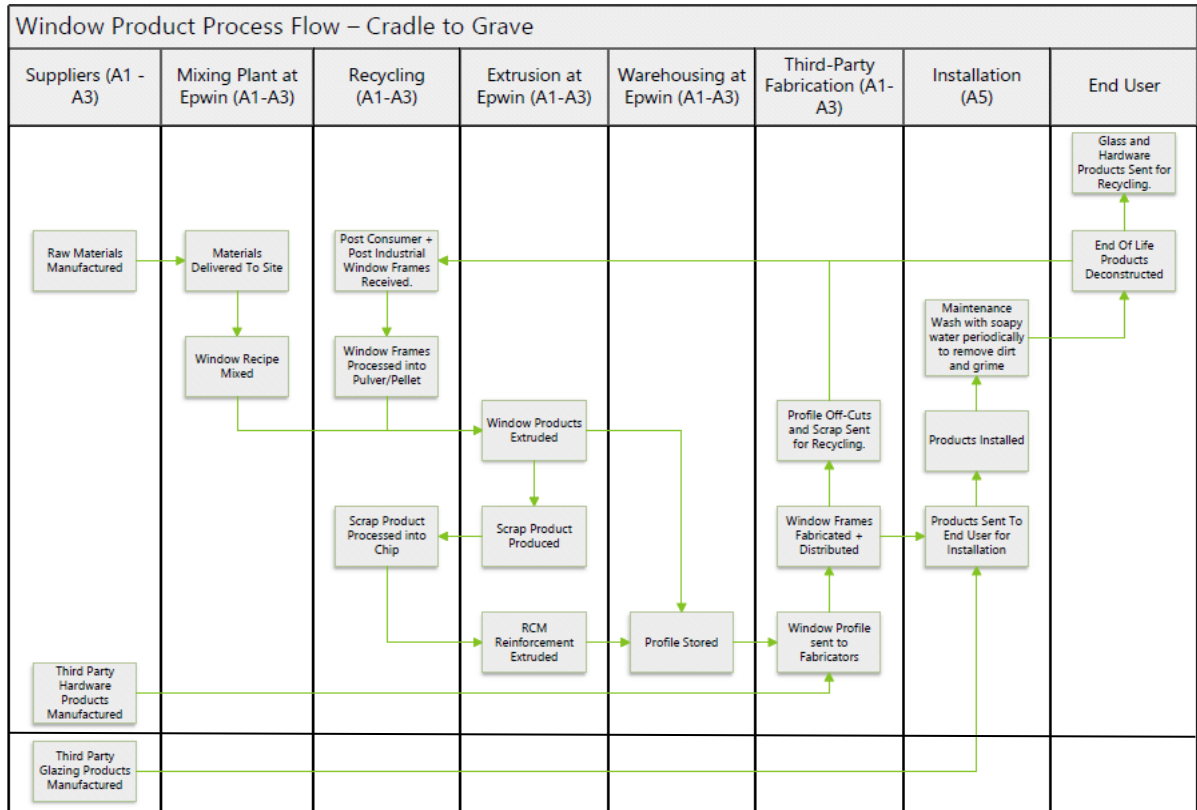 Window Product Process Flow – Cradle to Grave
Suppliers (A1 -
A3)
Mixing Plant at
Epwin (A1-A3)
Recycling
(A1-A3)
Extrusion at
Epwin (A1-A3)
Warehousing at
Epwin (A1-A3)
Third-Party
Fabrication (A1-
A3)
Installation
(A5)
End User
Glass and
Hardware
Products Sent for
Recycling.
Raw Materials
Manufactured
Materials
Delivered To Site
Post Consumer +
Post Industrial
Window Frames
Received.
End Of Life
Products
Deconstructed
Maintenance
Wash with soapy
water periodically
to remove dirt
and grime
Window Recipe
Mixed
Window Frames
Processed into
Pulver/Pellet
Window Products
Extruded
Profile Off-Cuts
and Scrap Sent
for Recycling.
Products Installed
Scrap Product
Processed into
Chip
Scrap Product
Produced
Window Frames
Fabricated +
Distributed
Products Sent To
End User for
Installation
RCM
Reinforcement
Extruded
Profile Stored
Window Profile
sent to
Fabricators
Third Party
Hardware
Products
Manufactured
Third Party
Glazing Products
Manufactured